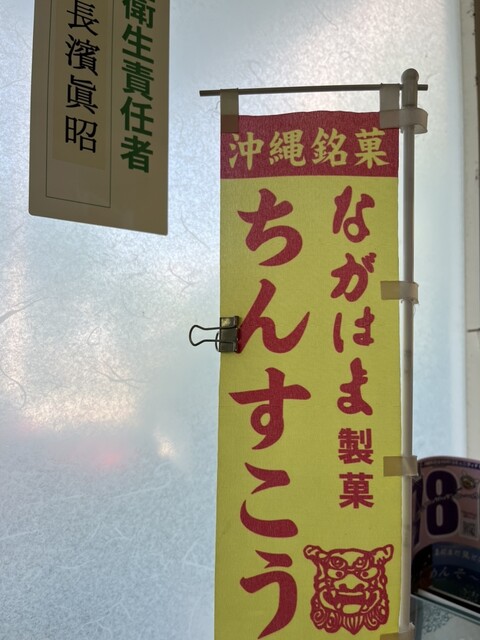 衛生責任者
長濱眞昭
沖縄銘菓
ながはま製菓
ちんすこう